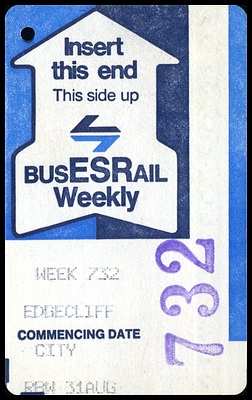 Insert
this end
This side up
BUSESRAIL
Weekly
WEEK 732
EDGECLIFF
COMMENCING DATE
CITY
RBW 31AUG
732